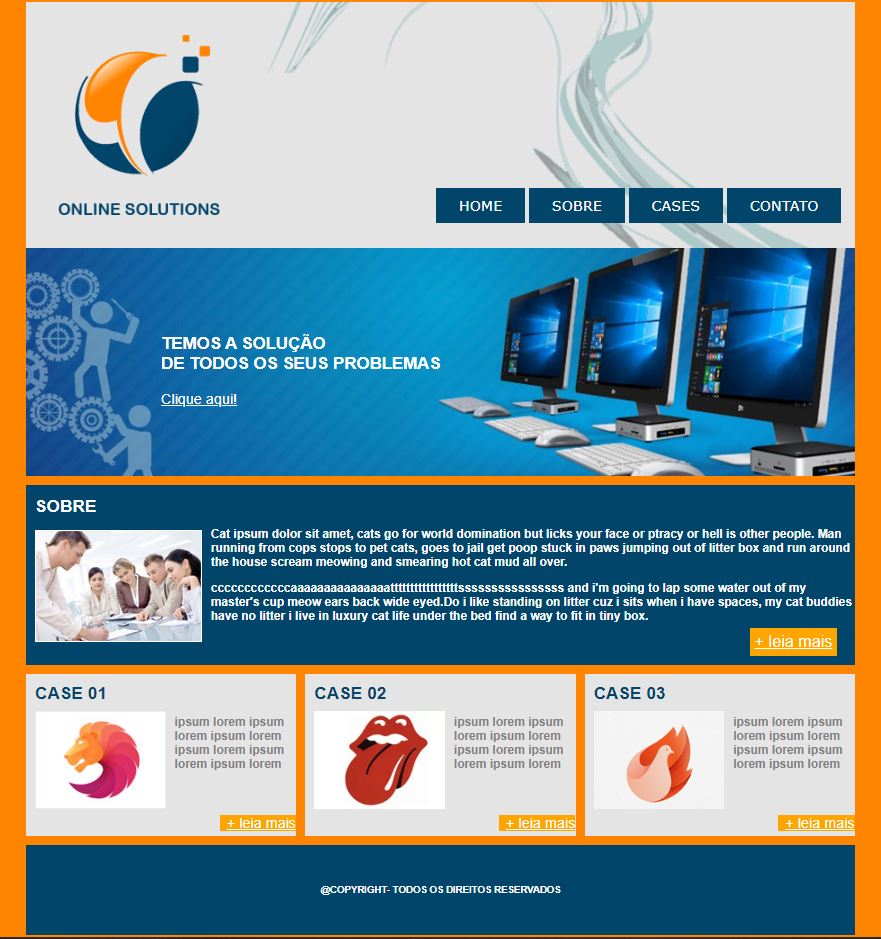 ONLINE SOLUTIONS
HOME SOBRE CASES CONTATO
TEMOS A SOLUÇÃO
DE TODOS OS SEUS PROBLEMAS
Clique aqui!
SOBRE
Cat ipsum dolor sit amet, cats go for world domination but licks your face or ptracy or hell is other people. Man
running from cops stops to pet cats, goes to jail get poop stuck in paws jumping out of litter box and run around
the house scream meowing and smearing hot cat mud all over.
ccccccccccccaaaaaaaaaaaaaaatttttttttttttttttssssssssssssssss and i'm going to lap some water out of my
master's cup meow ears back wide eyed.Do i like standing on litter cuz i sits when i have spaces, my cat buddies
have no litter i live in luxury cat life under the bed find a way to fit in tiny box.
+ leia mais
CASE 01
ipsum lorem ipsum
lorem ipsum lorem
ipsum lorem ipsum
lorem ipsum lorem
+ leia mais
CASE 02
ipsum lorem ipsum
lorem ipsum lorem
ipsum lorem ipsum
lorem ipsum lorem
+ leia mais
CASE 03
ipsum lorem ipsum
lorem ipsum lorem
ipsum lorem ipsum
lorem ipsum lorem
+ leia mais
@COPYRIGHT- TODOS OS DIREITOS RESERVADOS